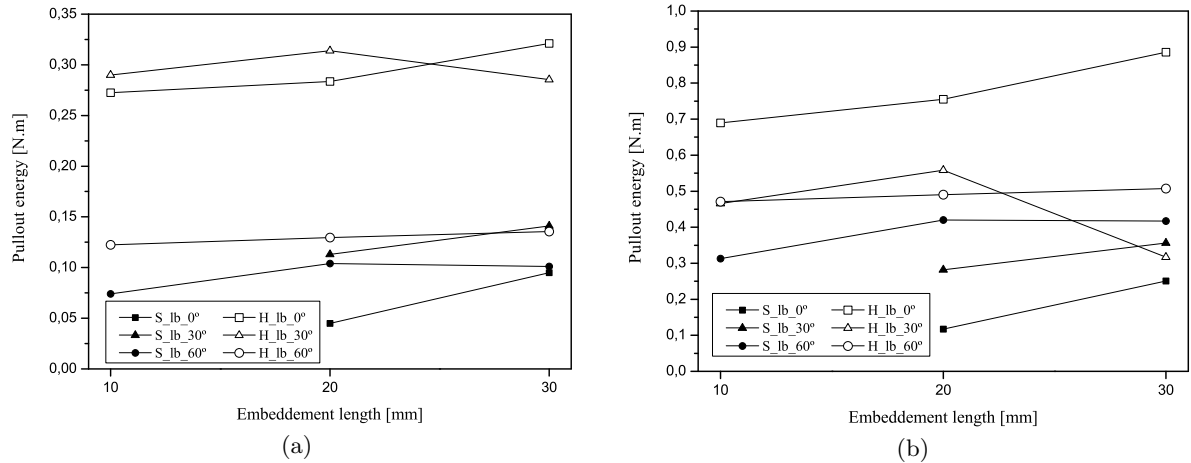 0,35
0,30
0,25
0,20
0,15
0,10
0,05
0,00
Pullout energy [N.m]
S_lb_0º H_lb_0º
S_lb_30º H_lb_30º
S_lb_60º H_lb_60º
10 20 30
Embeddement length [mm]
(a)
1,0
0,9
0,8
0,7
0,6
0,5
0,4
0,3
0,2
0,1
0,0
Pullout energy [N.m]
S_lb_0º H_lb_0º
S_lb_30º H_lb_30º
S_lb_60º H_lb_60º
10 20 30
Embeddement length [mm]
(b)